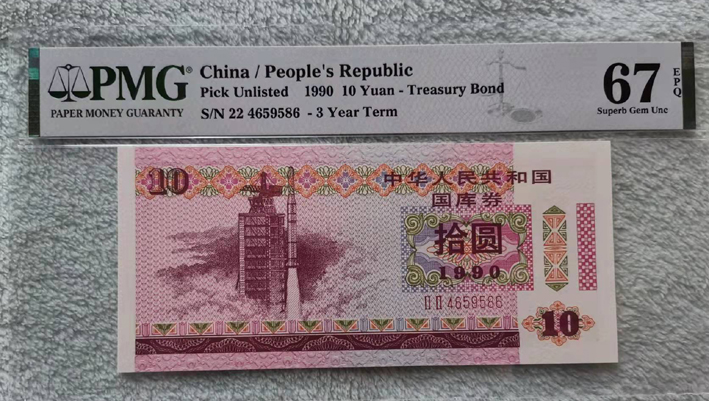 PMG®
PAPER MONEY GUARANTY
China / People's Republic
Pick Unlisted 1990 10 Yuan - Treasury Bond
S/N 22 4659586 - 3 Year Term
67
EPQ
Superb Gem Unc
10
中华人民共和国
国库券
拾圆
1990
II II 4659586
10